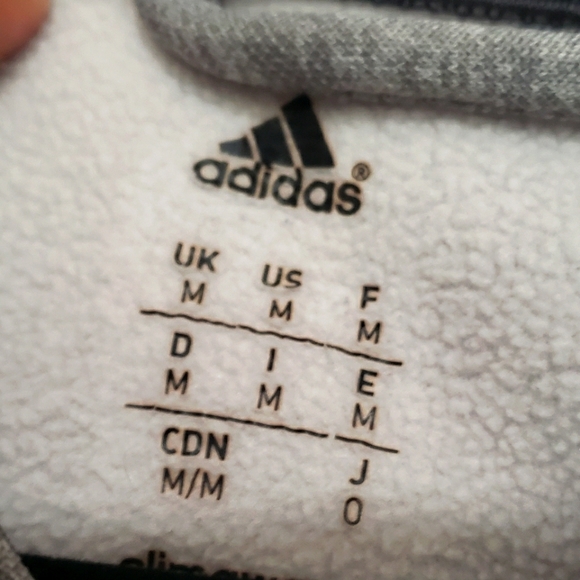 adidas®
UK US F
M M M
D I E
M M M
CDN J
M/M O